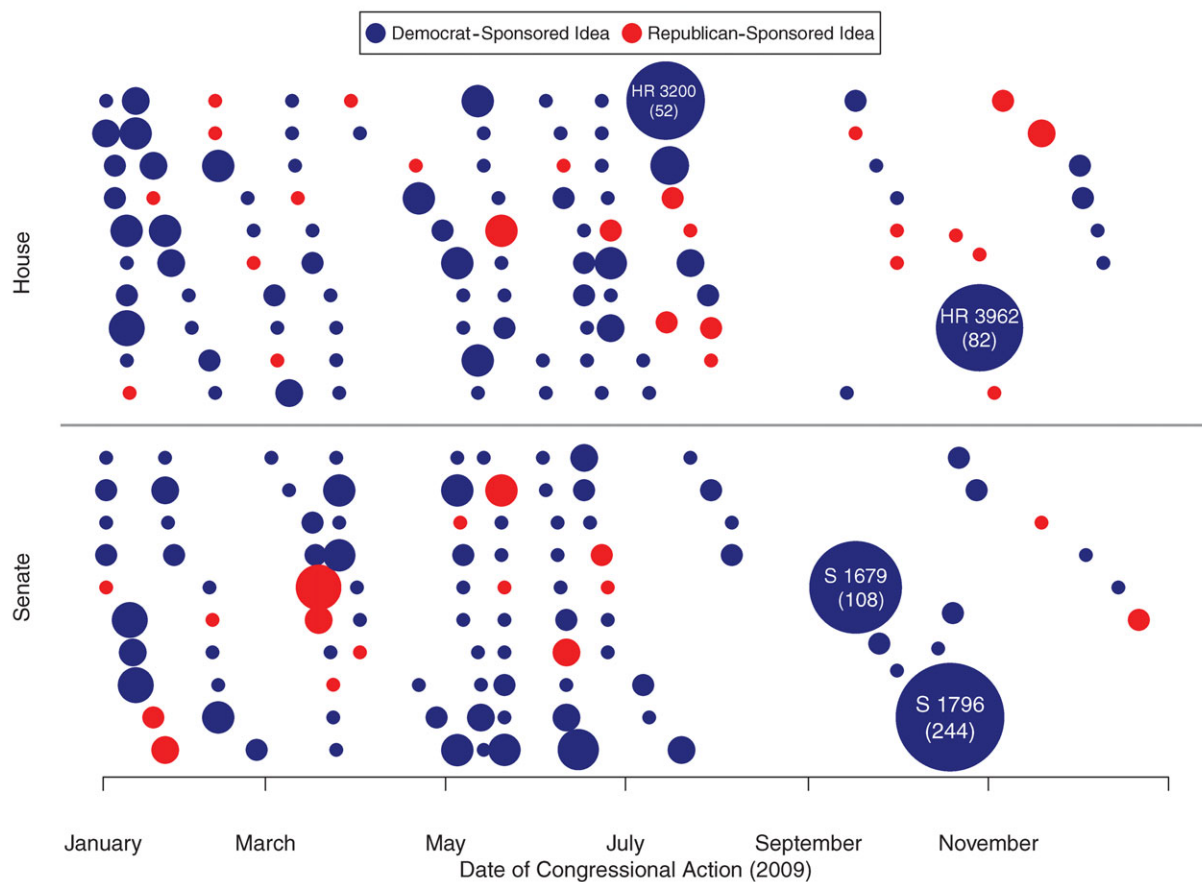 Democrat-Sponsored Idea Republican-Sponsored Idea
HR 3200
(52)
House
HR 3962
(82)
Senate
S 1679
(108)
S 1796
(244)
January March May July September November
Date of Congressional Action (2009)